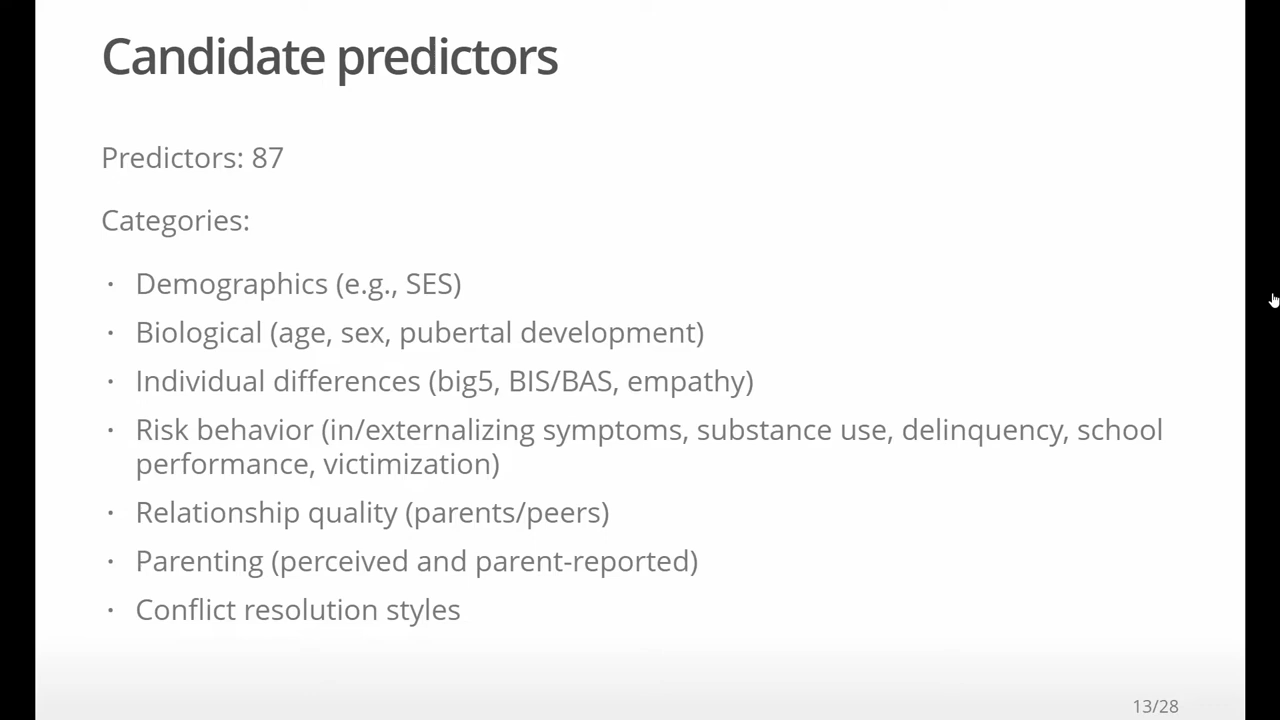 Candidate predictors
Predictors: 87
Categories:
· Demographics (e.g., SES)
· Biological (age, sex, pubertal development)
· Individual differences (big5, BIS/BAS, empathy)
· Risk behavior (in/externalizing symptoms, substance use, delinquency, school
performance, victimization)
· Relationship quality (parents/peers)
· Parenting (perceived and parent-reported)
· Conflict resolution styles
13/28